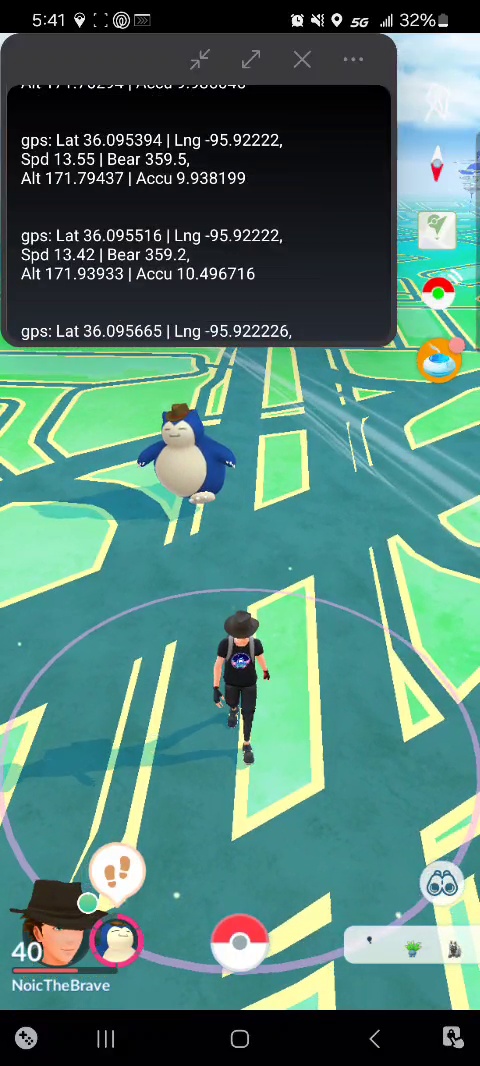 5:41
5G
32%
gps: Lat 36.095394 | Lng -95.92222,
Spd 13.55 | Bear 359.5,
Alt 171.79437 | Accu 9.938199
gps: Lat 36.095516 | Lng -95.92222,
Spd 13.42 | Bear 359.2,
Alt 171.93933 | Accu 10.496716
gps: Lat 36.095665 | Lng -95.922226,
40
NoicTheBrave